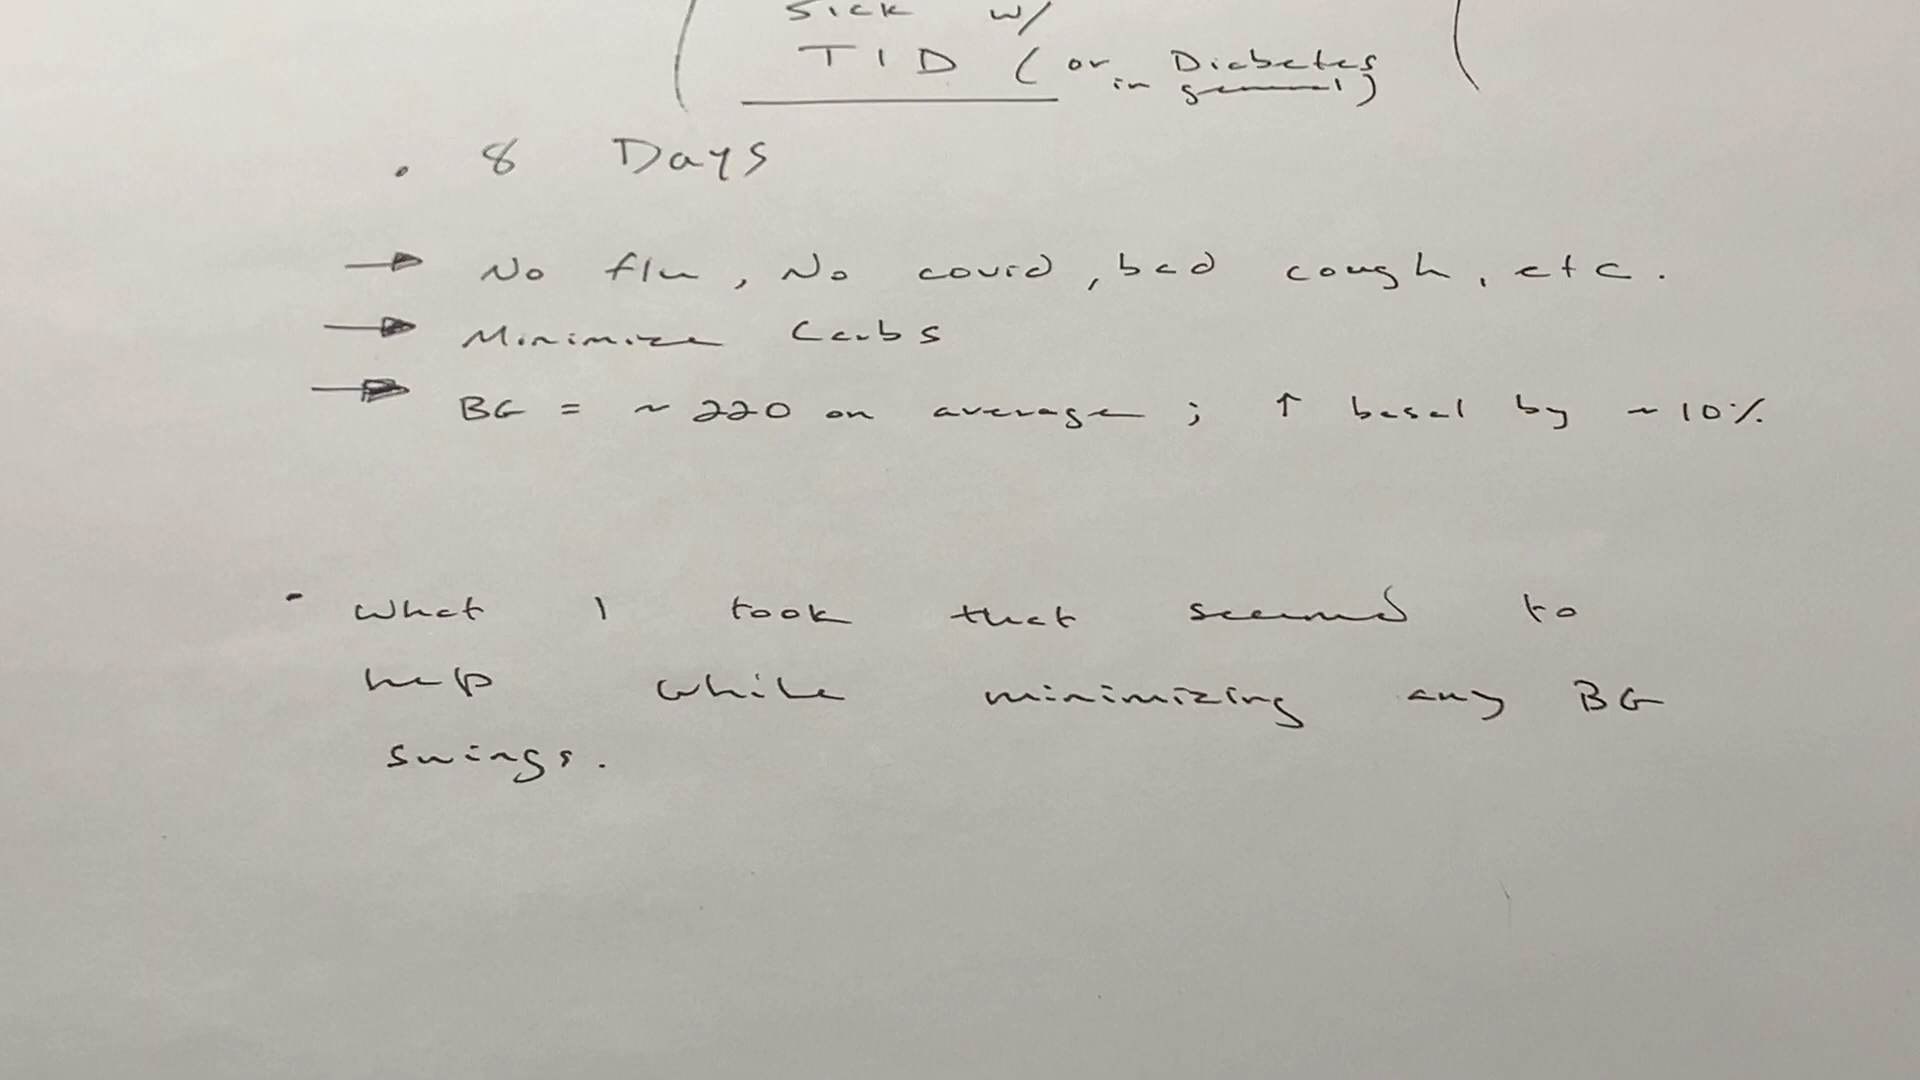 Sick w/
T1D (or Diabetes
in general)
. 8 Days
→ No flu, No covid, bad cough, etc.
→ Minimize Carbs
→ BG = ~ 220 on average ; ↑ basal by ~ 10%
- What I took that seemed to
help while minimizing any BG
swings.